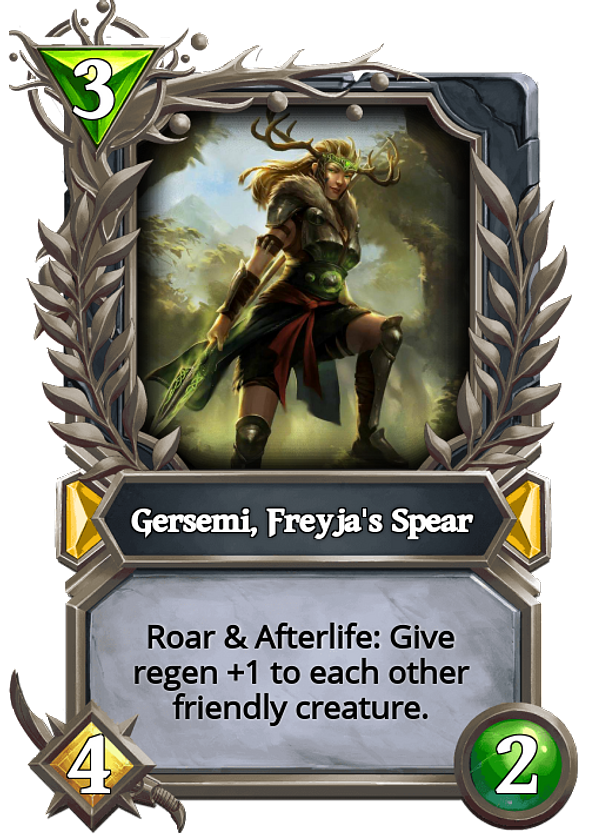 3
Gersemi, Freyja's Spear
Roar & Afterlife: Give
regen +1 to each other
friendly creature.
4
2